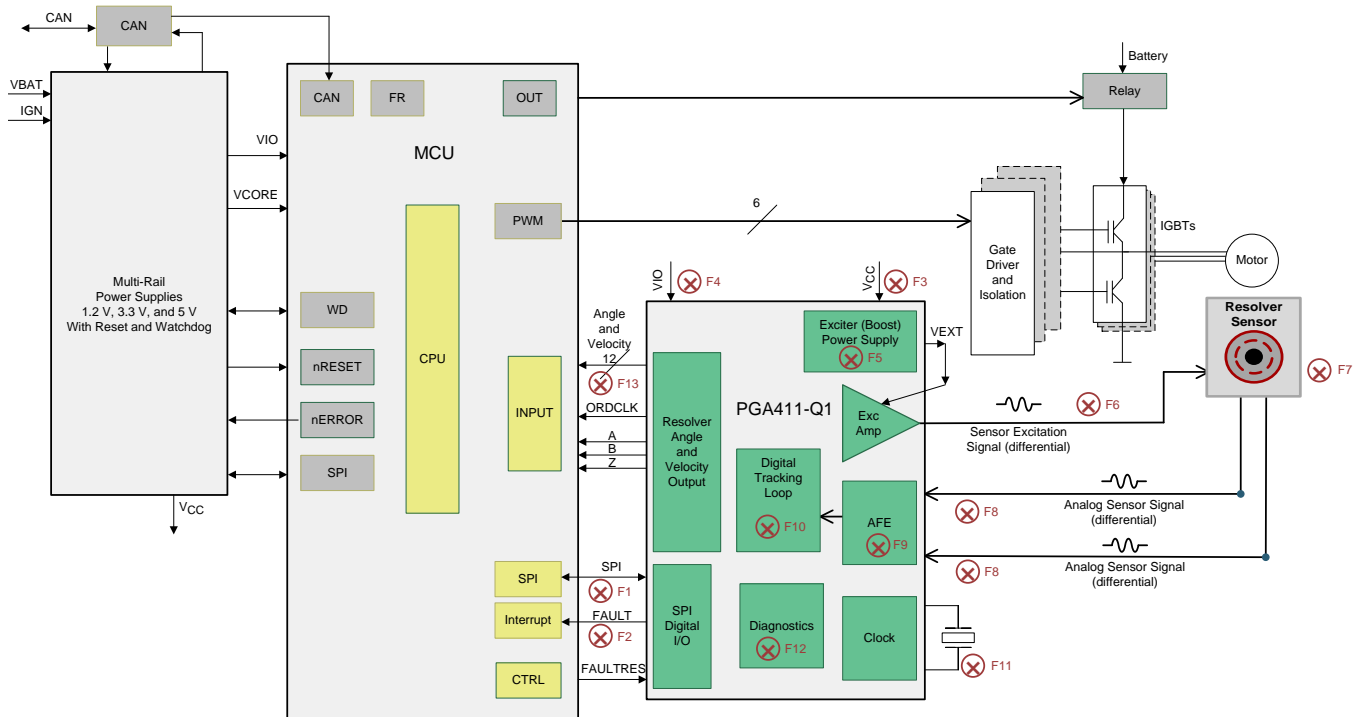 CAN
CAN
VBAT
IGN
Multi-Rail
Power Supplies
1.2 V, 3.3 V, and 5 V
With Reset and Watchdog
VCC
VIO
VCORE
CAN
FR
OUT
MCU
PWM
CPU
WD
nRESET
nERROR
SPI
INPUT
SPI
Interrupt
CTRL
6
Battery
Relay
Gate
Driver
and
Isolation
IGBTs
Motor
Resolver
Sensor
F7
VIO
F4
VCC
F3
Angle
and
Velocity
12
F13
ORDCLK
A
B
Z
SPI
F1
FAULT
F2
FAULTRES
Exciter (Boost)
Power Supply
F5
VEXT
PGA411-Q1
Exc
Amp
Resolver
Angle
and
Velocity
Output
Digital
Tracking
Loop
F10
AFE
F9
SPI
Digital
I/O
Diagnostics
F12
Clock
F11
F6
Sensor Excitation
Signal (differential)
F8
Analog Sensor Signal
(differential)
F8
Analog Sensor Signal
(differential)